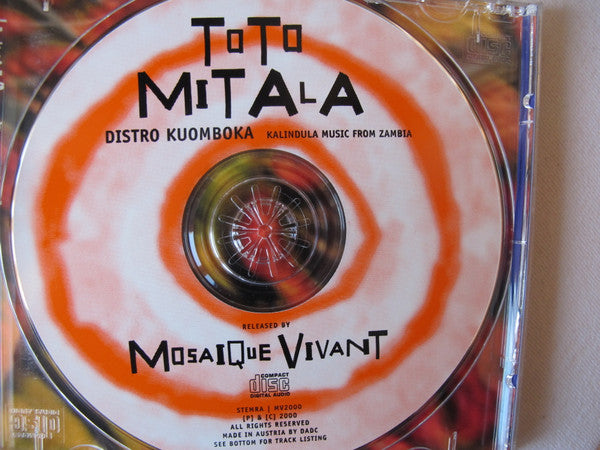 ToTo
MiTALA
DISTRO KUOMBOKA KALINDULA MUSIC FROM ZAMBIA
RELEASED BY
MOSAIQUE VIVANT
COMPACT
disc
DIGITAL AUDIO
STEMRA | MV2000
[P] & [C] 2000
ALL RIGHTS RESERVED
MADE IN AUSTRIA BY DADC
SEE BOTTOM FOR TRACK LISTING